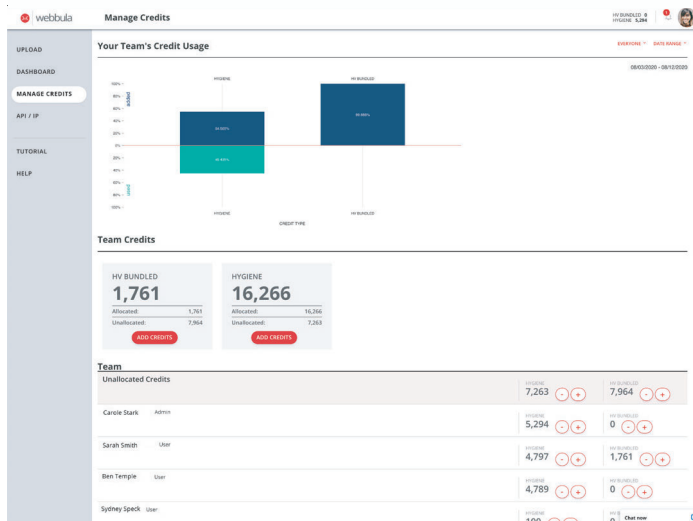 webbula
Manage Credits
HV BUNDLED 0
HYGIENE 5,294
UPLOAD
DASHBOARD
MANAGE CREDITS
API / IP
TUTORIAL
HELP
Your Team's Credit Usage
EVERYONE
DATE RANGE
08/03/2020 - 08/12/2020
HYGIENE
HV BUNDLED
100%
80%
60%
40%
20%
0%
20%
40%
60%
80%
100%
added
used
HYGIENE
HV BUNDLED
CREDIT TYPE
Team Credits
HV BUNDLED
1,761
Allocated: 1,761
Unallocated: 7,964
ADD CREDITS
HYGIENE
16,266
Allocated: 16,266
Unallocated: 7,263
ADD CREDITS
Team
Unallocated Credits
HYGIENE
7,263 - +
HV BUNDLED
7,964 - +
Carole Stark Admin
HYGIENE
5,294 - +
HV BUNDLED
0 - +
Sarah Smith User
HYGIENE
4,797 - +
HV BUNDLED
1,761 - +
Ben Temple User
HYGIENE
4,789 - +
HV BUNDLED
0 - +
Sydney Speck User
HYGIENE
Chat now